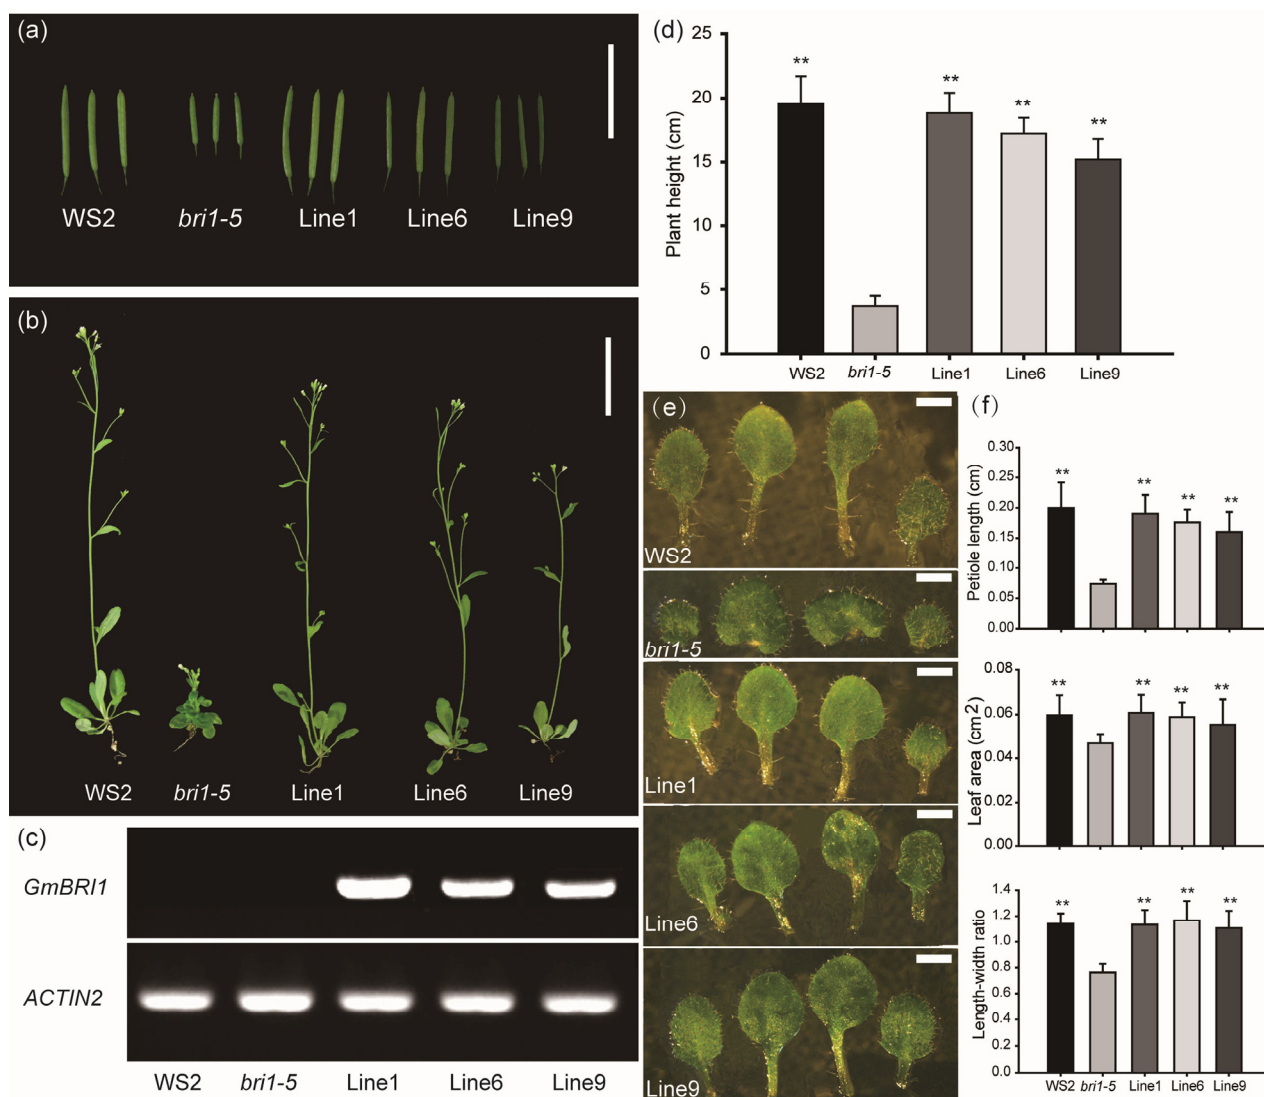 (a)
WS2 bri1-5 Line1 Line6 Line9
(b)
WS2 bri1-5 Line1 Line6 Line9
(c)
GmBRI1
ACTIN2
WS2 bri1-5 Line1 Line6 Line9
(d)
Plant height (cm)
25
20
15
10
5
0
** ** ** **
WS2 bri1-5 Line1 Line6 Line9
(e)
WS2
bri1-5
Line1
Line6
Line9
(f)
Petiole length (cm)
0.30
0.25
0.20
0.15
0.10
0.05
0.00
** ** ** **
Leaf area (cm2)
0.08
0.06
0.04
0.02
0.00
** ** ** **
Length-width ratio
1.4
1.2
1.0
0.8
0.6
0.4
0.2
0.0
** ** ** **
WS2 bri1-5 Line1 Line6 Line9